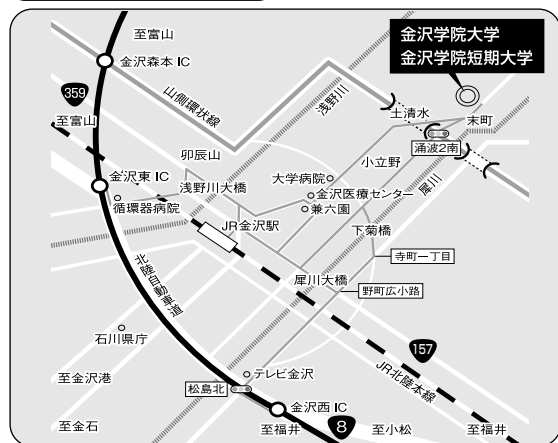 至富山
金沢学院大学
金沢学院短期大学
金沢森本 IC
359
至富山
山側環状線
浅野川
土清水
末町
涌波2南
卯辰山
大学病院
小立野
金沢東 IC
浅野川大橋
金沢医療センター
犀川
循環器病院
兼六園
JR金沢駅
下菊橋
寺町一丁目
北陸自動車道
犀川大橋
野町広小路
石川県庁
157
JR北陸本線
至金沢港
テレビ金沢
松島北
金沢西 IC
至金石
至福井
8
至小松
至福井